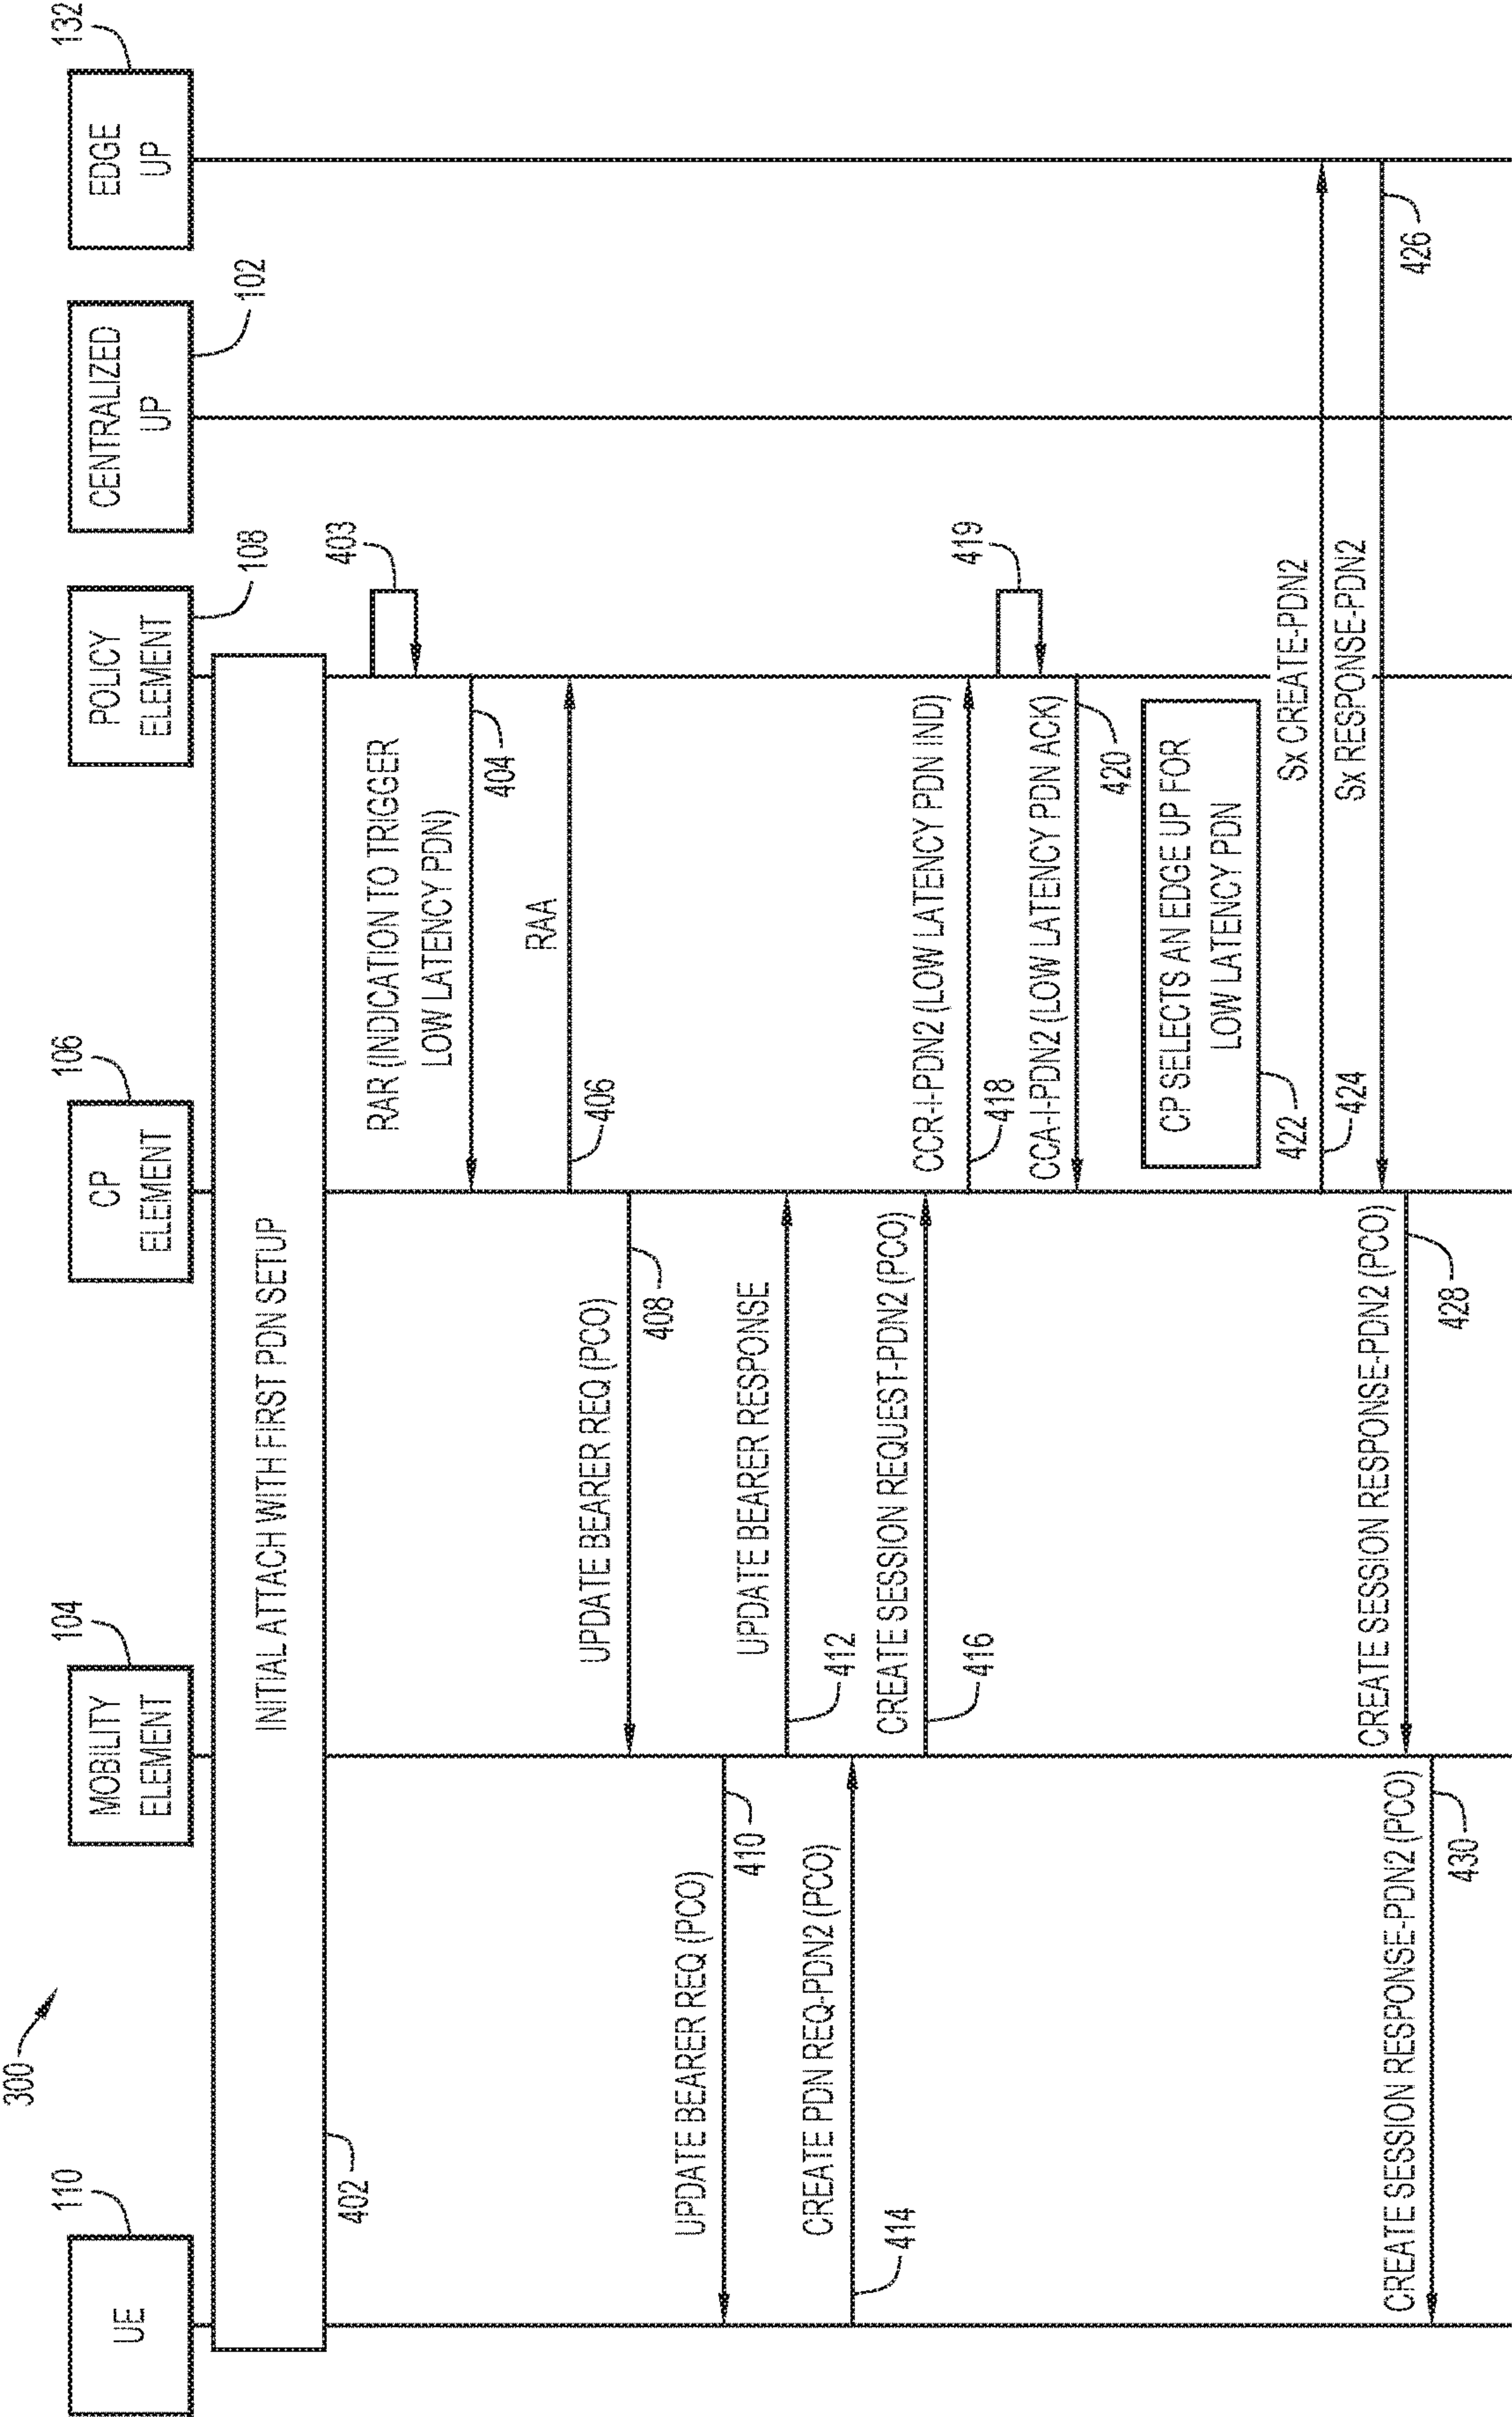 300
110
104
106
108
102
132
UE
MOBILITY
ELEMENT
CP
ELEMENT
POLICY
ELEMENT
CENTRALIZED
UP
EDGE
UP
INITIAL ATTACH WITH FIRST PDN SETUP
402
403
RAR (INDICATION TO TRIGGER
LOW LATENCY PDN)
404
RAA
406
UPDATE BEARER REQ (PCO)
408
UPDATE BEARER REQ (PCO)
410
UPDATE BEARER RESPONSE
412
CREATE PDN REQ-PDN2 (PCO)
414
CREATE SESSION REQUEST-PDN2 (PCO)
416
CCR-I-PDN2 (LOW LATENCY PDN IND)
418
419
CCA-I-PDN2 (LOW LATENCY PDN ACK)
420
CP SELECTS AN EDGE UP FOR
LOW LATENCY PDN
422
Sx CREATE-PDN2
424
Sx RESPONSE-PDN2
426
CREATE SESSION RESPONSE-PDN2 (PCO)
428
CREATE SESSION RESPONSE-PDN2 (PCO)
430